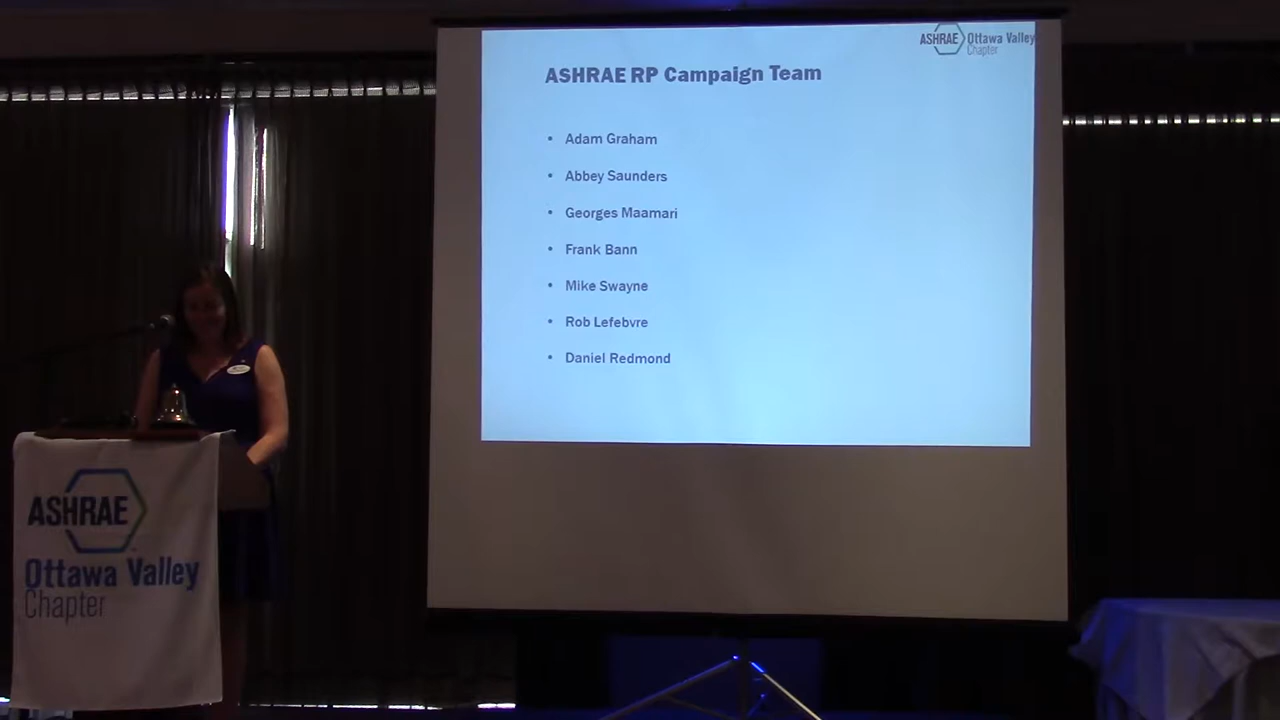 ASHRAE Ottawa Valley
Chapter
ASHRAE RP Campaign Team
• Adam Graham
• Abbey Saunders
• Georges Maamari
• Frank Bann
• Mike Swayne
• Rob Lefebvre
• Daniel Redmond
ASHRAE
Ottawa Valley
Chapter